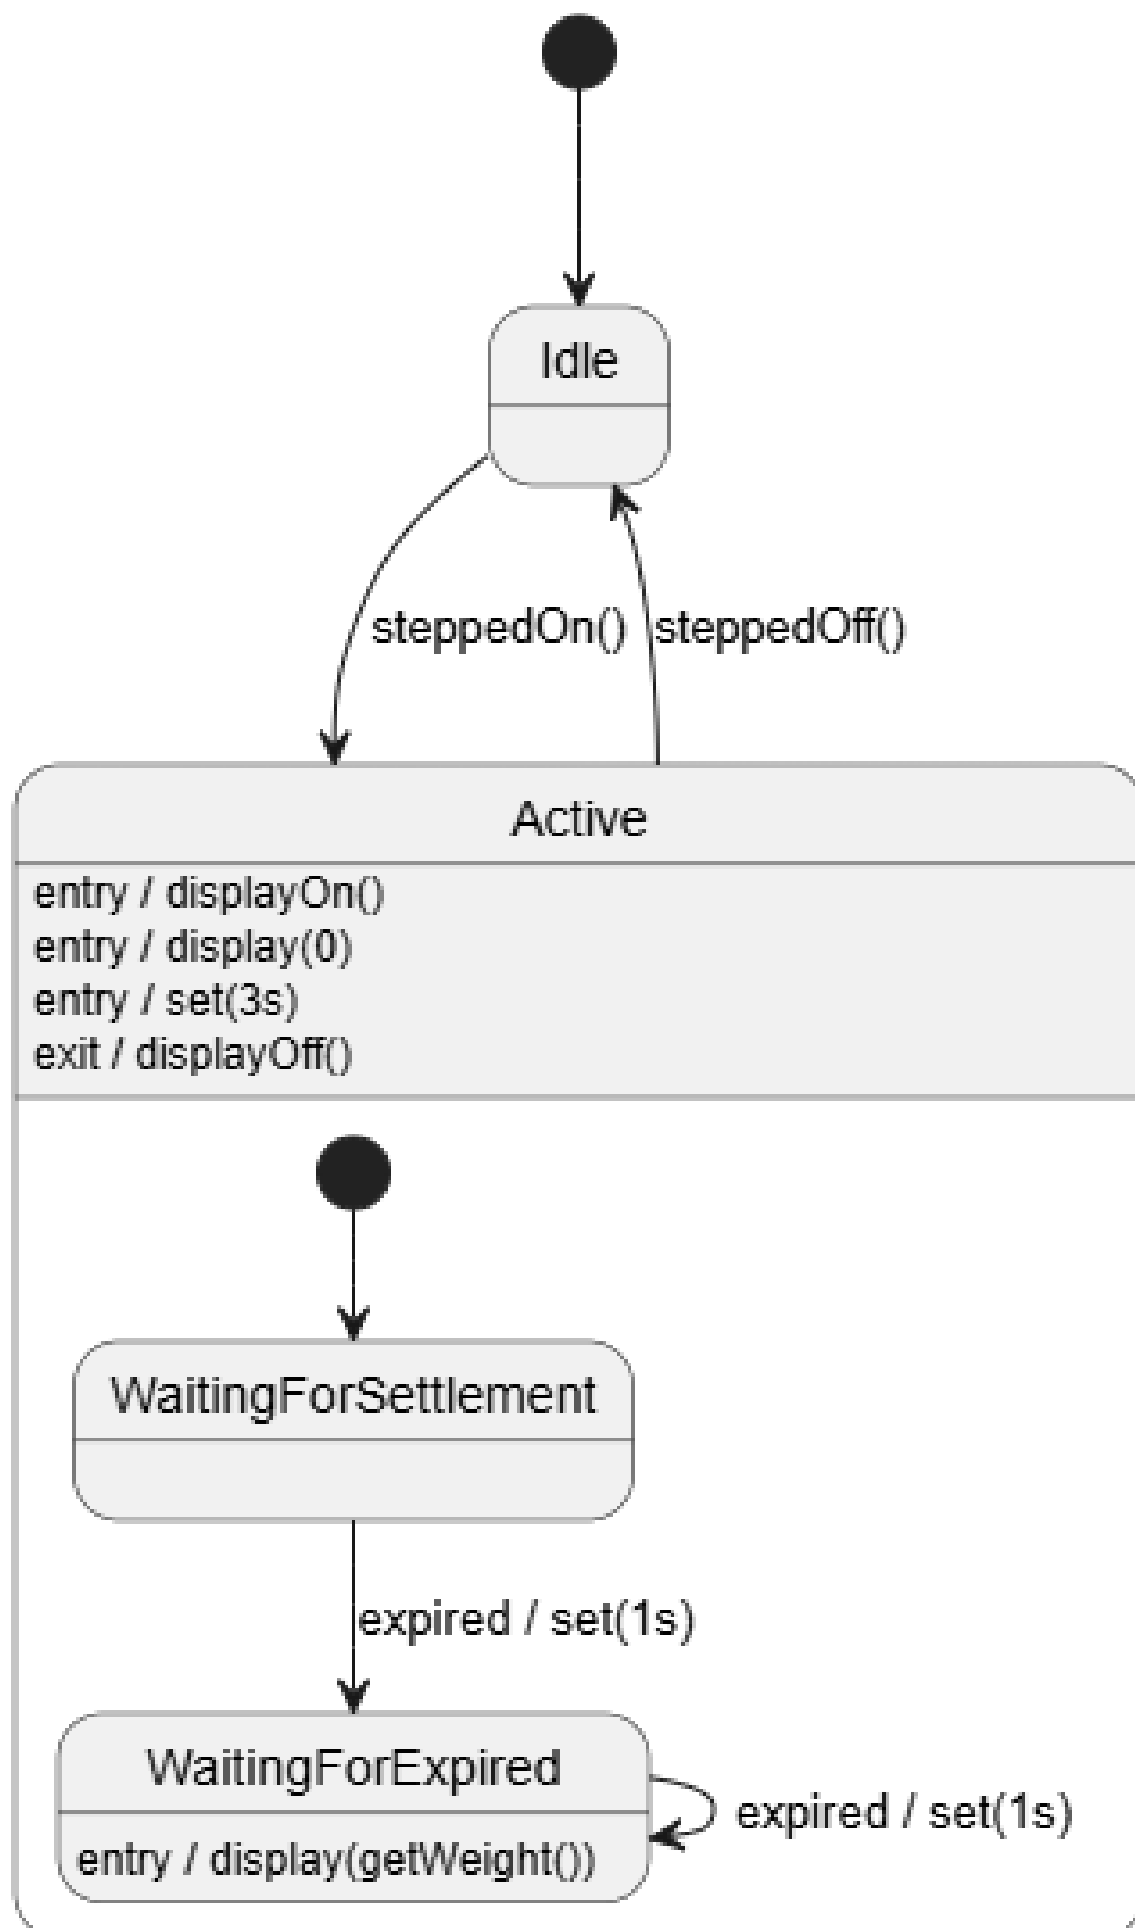 Idle
steppedOn()
steppedOff()
Active
entry / displayOn()
entry / display(0)
entry / set(3s)
exit / displayOff()
WaitingForSettlement
expired / set(1s)
WaitingForExpired
expired / set(1s)
entry / display(getWeight())